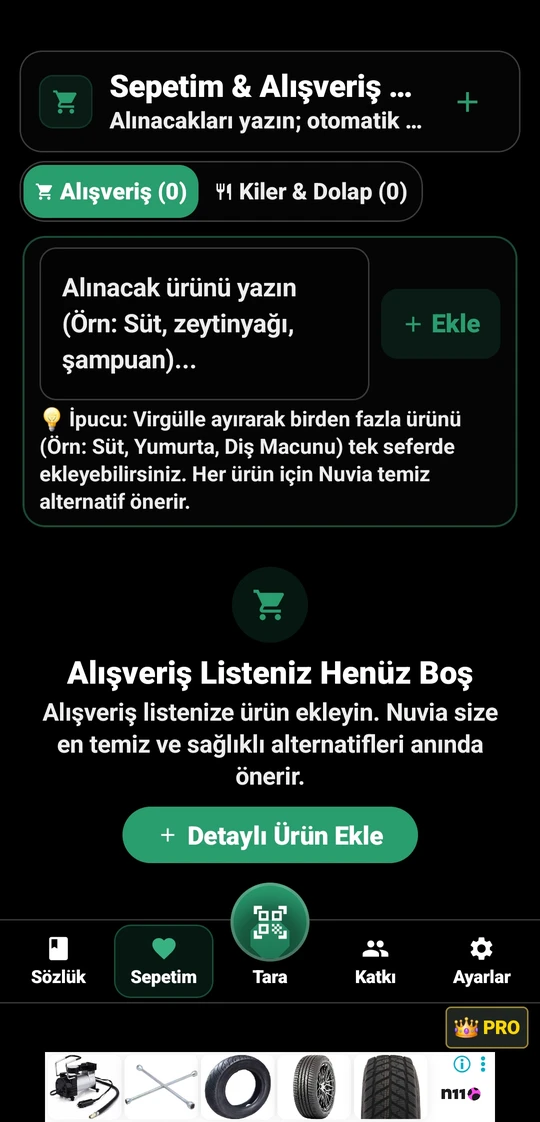 Sepetim & Alışveriş ...
Alınacakları yazın; otomatik ...
Alışveriş (0)
Kiler & Dolap (0)
Alınacak ürünü yazın
(Örn: Süt, zeytinyağı,
şampuan)...
+ Ekle
İpucu: Virgülle ayırarak birden fazla ürünü
(Örn: Süt, Yumurta, Diş Macunu) tek seferde
ekleyebilirsiniz. Her ürün için Nuvia temiz
alternatif önerir.
Alışveriş Listeniz Henüz Boş
Alışveriş listenize ürün ekleyin. Nuvia size
en temiz ve sağlıklı alternatifleri anında
önerir.
+ Detaylı Ürün Ekle
Sözlük
Sepetim
Tara
Katkı
Ayarlar
PRO
n11